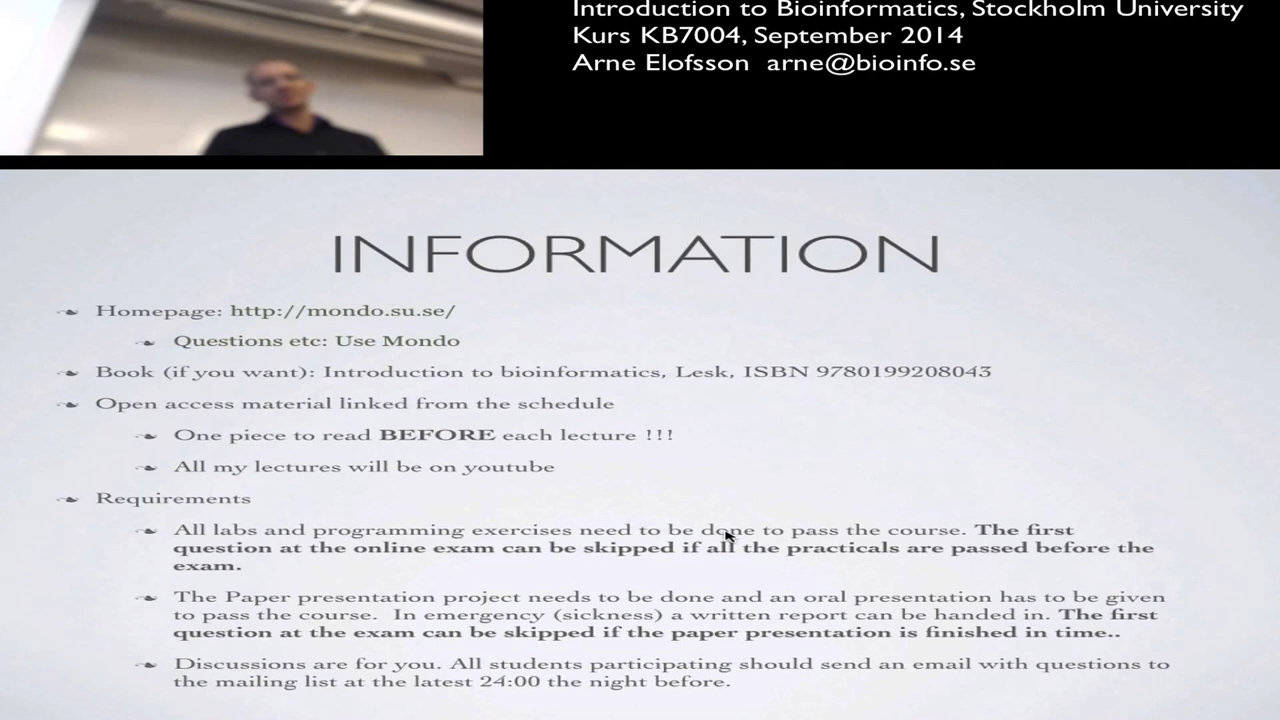 Introduction to Bioinformatics, Stockholm University
Kurs KB7004, September 2014
Arne Elofsson arne@bioinfo.se
INFORMATION
Homepage: http://mondo.su.se/
Questions etc: Use Mondo
Book (if you want): Introduction to bioinformatics, Lesk, ISBN 9780199208043
Open access material linked from the schedule
One piece to read BEFORE each lecture !!!
All my lectures will be on youtube
Requirements
All labs and programming exercises need to be done to pass the course. The first
question at the online exam can be skipped if all the practicals are passed before the
exam.
The Paper presentation project needs to be done and an oral presentation has to be given
to pass the course. In emergency (sickness) a written report can be handed in. The first
question at the exam can be skipped if the paper presentation is finished in time..
Discussions are for you. All students participating should send an email with questions to
the mailing list at the latest 24:00 the night before.